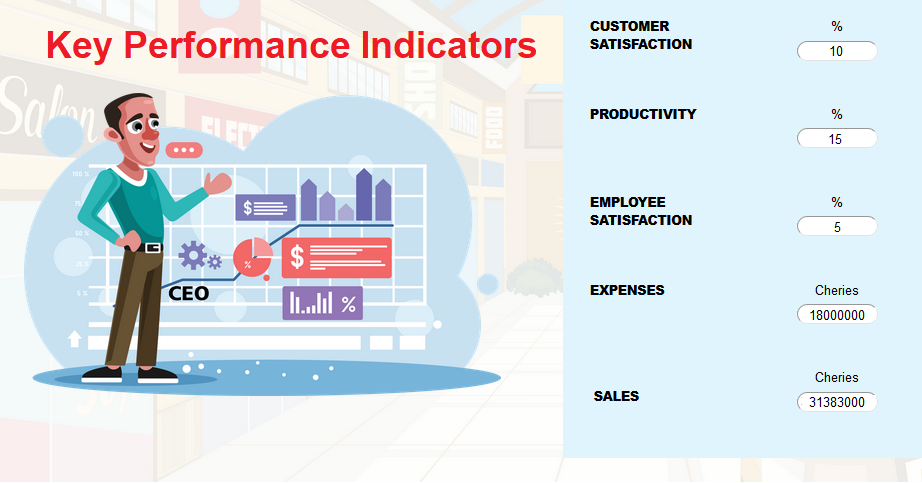 Key Performance Indicators
Salon
ELECT
SHO
FOOD
100 %
50 %
25 %
5 %
$
$
%
%
CEO
CUSTOMER
SATISFACTION
%
10
PRODUCTIVITY
%
15
EMPLOYEE
SATISFACTION
%
5
EXPENSES
Cheries
18000000
SALES
Cheries
31383000